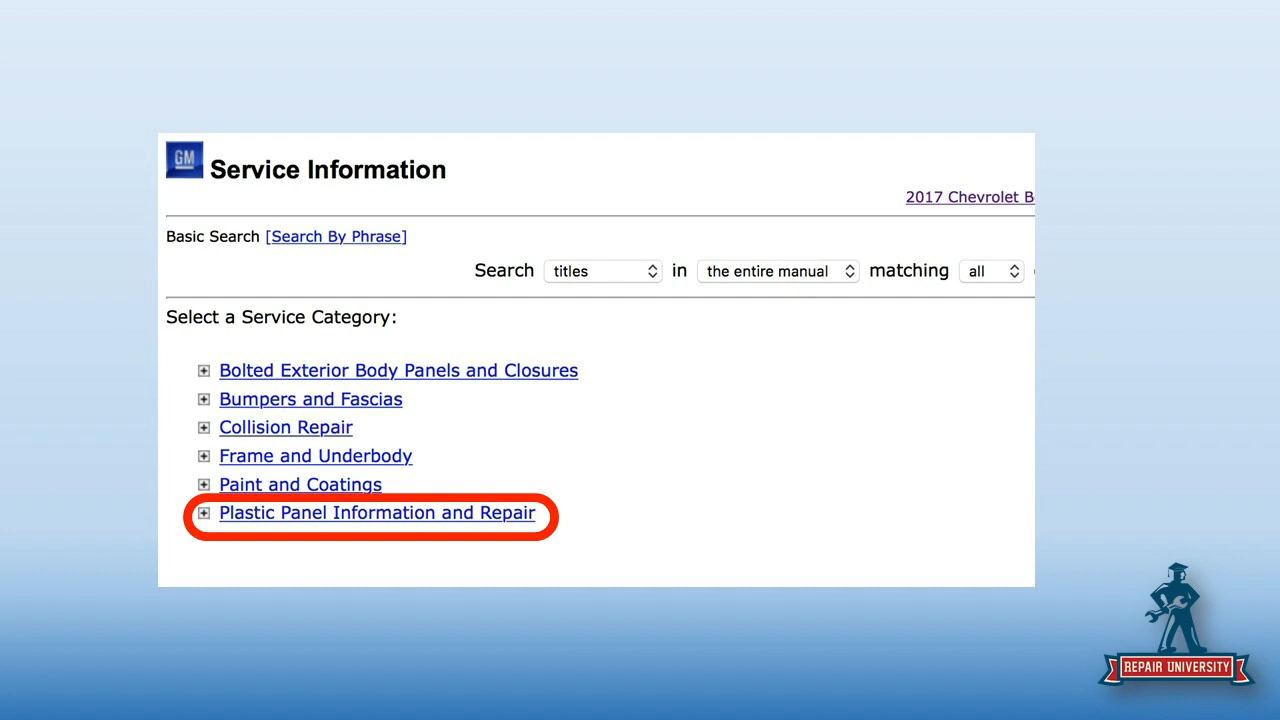 GM Service Information
2017 Chevrolet B
Basic Search [Search By Phrase]
Search titles in the entire manual matching all
Select a Service Category:
Bolted Exterior Body Panels and Closures
Bumpers and Fascias
Collision Repair
Frame and Underbody
Paint and Coatings
Plastic Panel Information and Repair
REPAIR UNIVERSITY